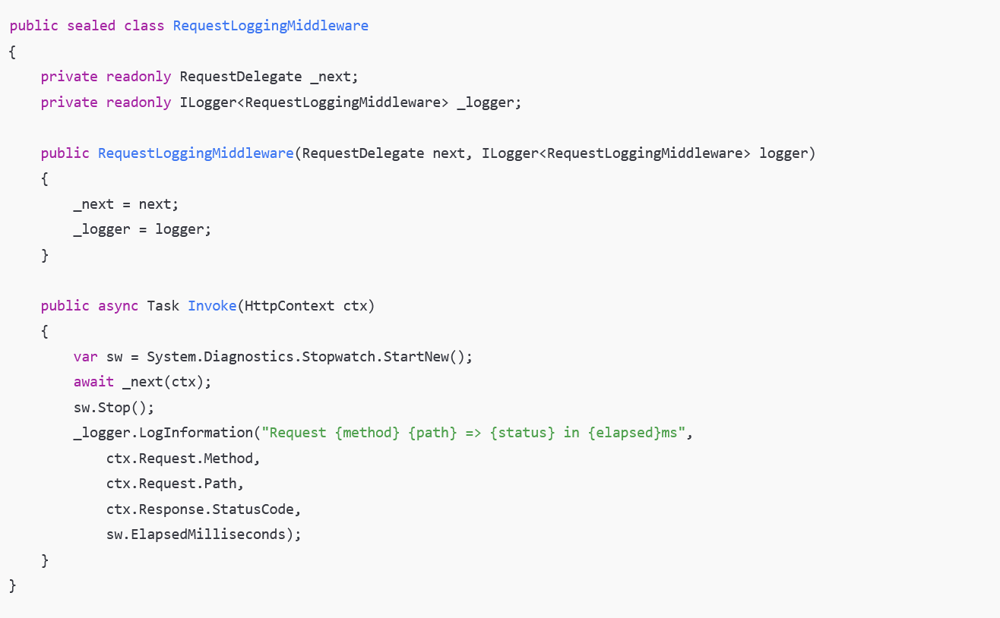 public sealed class RequestLoggingMiddleware
{
    private readonly RequestDelegate _next;
    private readonly ILogger<RequestLoggingMiddleware> _logger;

    public RequestLoggingMiddleware(RequestDelegate next, ILogger<RequestLoggingMiddleware> logger)
    {
        _next = next;
        _logger = logger;
    }

    public async Task Invoke(HttpContext ctx)
    {
        var sw = System.Diagnostics.Stopwatch.StartNew();
        await _next(ctx);
        sw.Stop();
        _logger.LogInformation("Request {method} {path} => {status} in {elapsed}ms",
            ctx.Request.Method,
            ctx.Request.Path,
            ctx.Response.StatusCode,
            sw.ElapsedMilliseconds);
    }
}